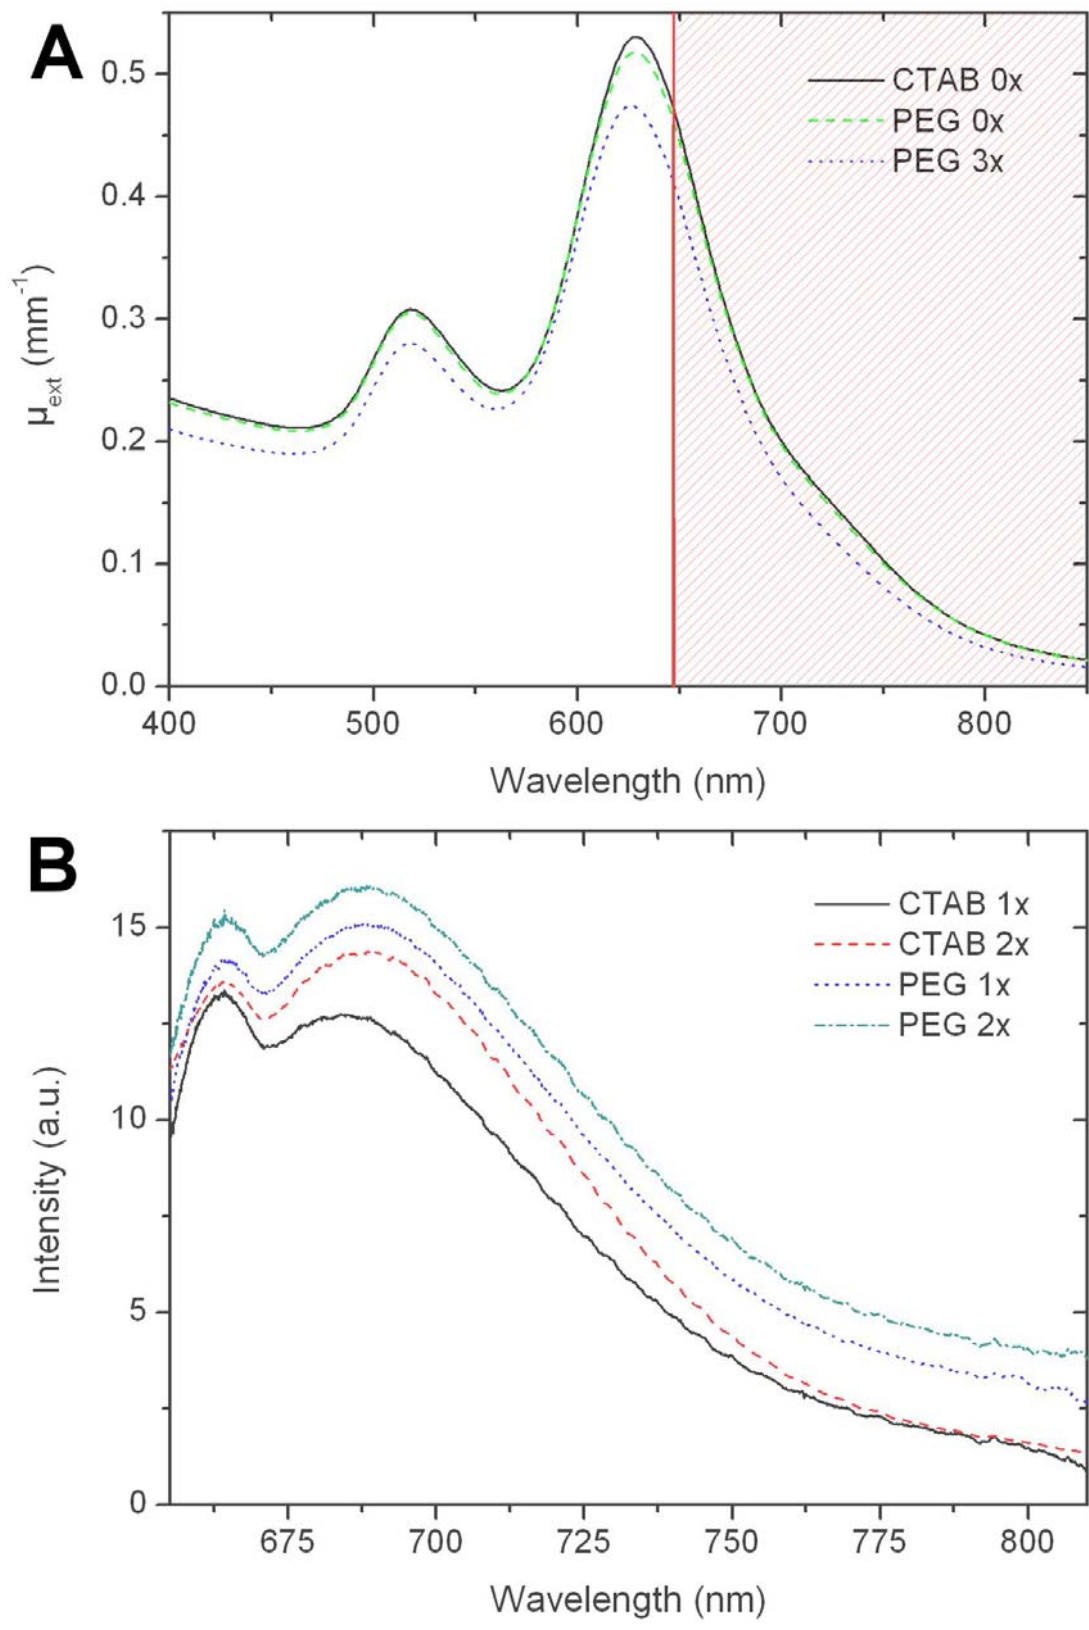 A
CTAB 0x
PEG 0x
PEG 3x
0.5
0.4
0.3
0.2
0.1
0.0
μext (mm-1)
400 500 600 700 800
Wavelength (nm)
B
CTAB 1x
CTAB 2x
PEG 1x
PEG 2x
15
10
5
0
Intensity (a.u.)
675 700 725 750 775 800
Wavelength (nm)